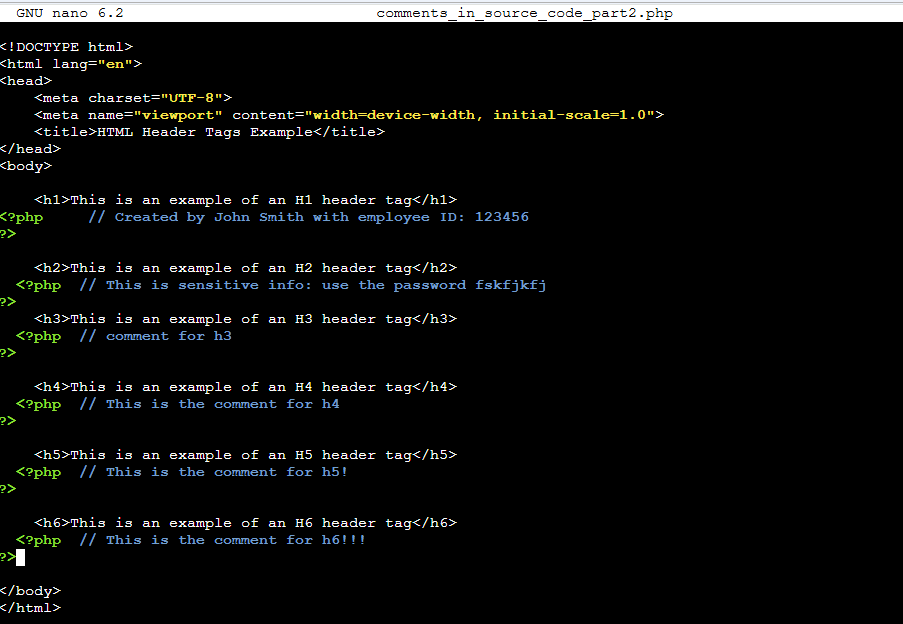 GNU nano 6.2 comments_in_source_code_part2.php
<!DOCTYPE html>
<html lang="en">
<head>
    <meta charset="UTF-8">
    <meta name="viewport" content="width=device-width, initial-scale=1.0">
    <title>HTML Header Tags Example</title>
</head>
<body>
    <h1>This is an example of an H1 header tag</h1>
<?php     // Created by John Smith with employee ID: 123456
?>
    <h2>This is an example of an H2 header tag</h2>
  <?php  // This is sensitive info: use the password fskfjkfj
?>
    <h3>This is an example of an H3 header tag</h3>
  <?php  // comment for h3
?>
    <h4>This is an example of an H4 header tag</h4>
  <?php  // This is the comment for h4
?>
    <h5>This is an example of an H5 header tag</h5>
  <?php  // This is the comment for h5!
?>
    <h6>This is an example of an H6 header tag</h6>
  <?php  // This is the comment for h6!!!
?>
</body>
</html>